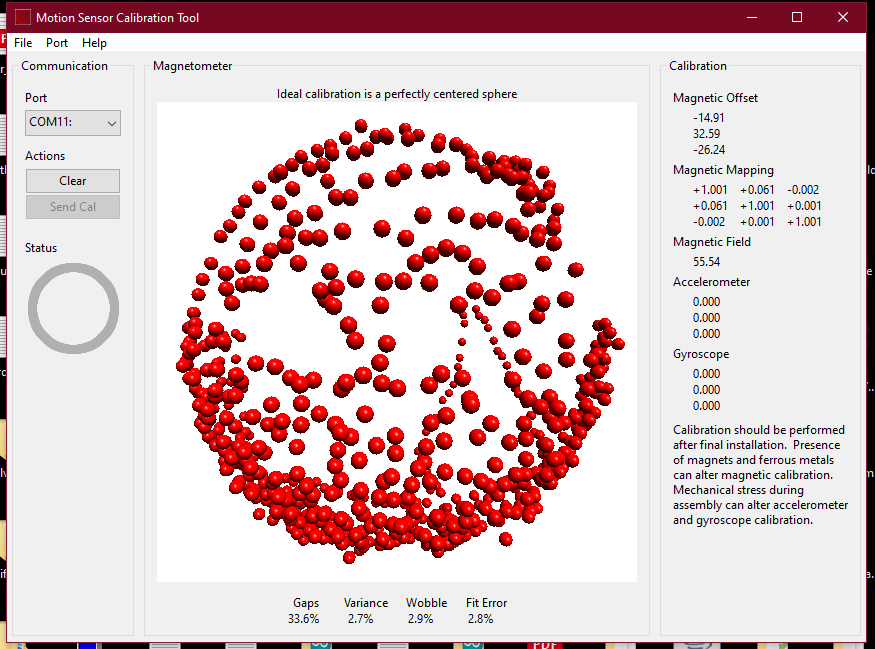 Motion Sensor Calibration Tool
File Port Help
Communication
Port
COM11:
Actions
Clear
Send Cal
Status
Magnetometer
Ideal calibration is a perfectly centered sphere
Gaps Variance Wobble Fit Error
33.6% 2.7% 2.9% 2.8%
Calibration
Magnetic Offset
-14.91
32.59
-26.24
Magnetic Mapping
+1.001 +0.061 -0.002
+0.061 +1.001 +0.001
-0.002 +0.001 +1.001
Magnetic Field
55.54
Accelerometer
0.000
0.000
0.000
Gyroscope
0.000
0.000
0.000
Calibration should be performed
after final installation. Presence
of magnets and ferrous metals
can alter magnetic calibration.
Mechanical stress during
assembly can alter accelerometer
and gyroscope calibration.
PDF